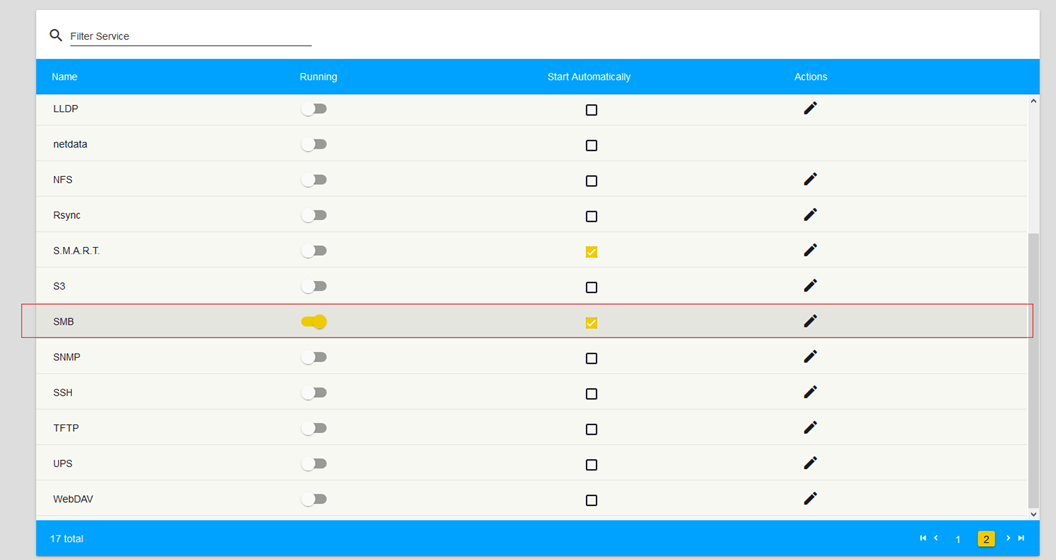 Filter Service
Name Running Start Automatically Actions
LLDP
netdata
NFS
Rsync
S.M.A.R.T.
S3
SMB
SNMP
SSH
TFTP
UPS
WebDAV
17 total 1 2